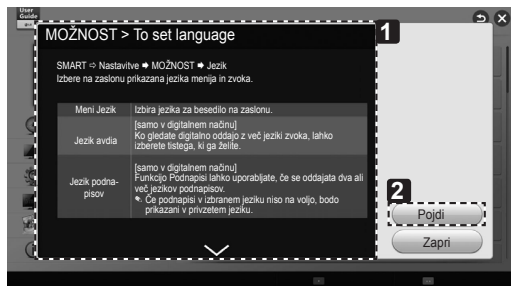 User
Guide
1
MOŽNOST > To set language
SMART ⇨ Nastavitve ➡ MOŽNOST ➡ Jezik
Izbere na zaslonu prikazana jezika menija in zvoka.
Meni Jezik
Izbira jezika za besedilo na zaslonu.
Jezik avdia
[samo v digitalnem načinu]
Ko gledate digitalno oddajo z več jeziki zvoka, lahko
izberete tistega, ki ga želite.
Jezik podna-
pisov
[samo v digitalnem načinu]
Funkcijo Podnapisi lahko uporabljate, če se oddajata dva ali
več jezikov podnapisov.
Če podnapisi v izbranem jeziku niso na voljo, bodo
prikazani v privzetem jeziku.
2
Pojdi
Zapri